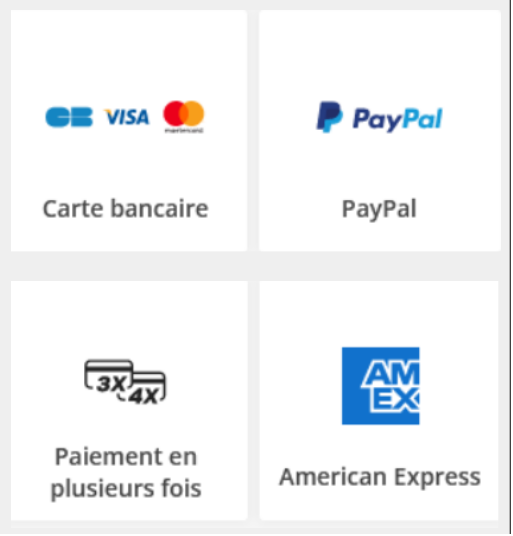 CB VISA mastercard
PayPal
Carte bancaire
PayPal
3X
4X
AM
EX
Paiement en
plusieurs fois
American Express